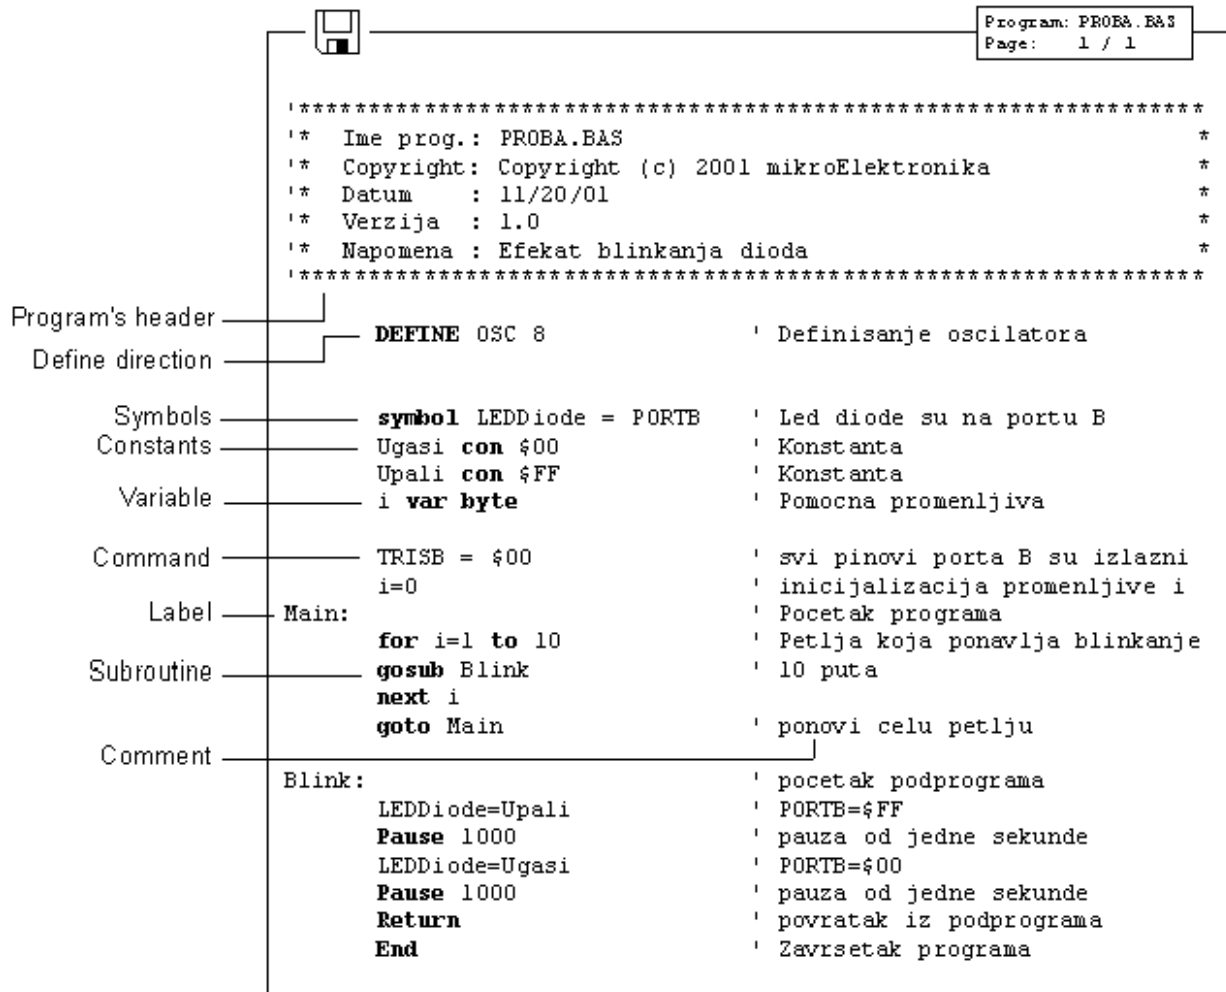 Program: PROBA.BAS
Page: 1 / 1
'*****************************************************************
'* Ime prog.: PROBA.BAS *
'* Copyright: Copyright (c) 2001 mikroElektronika *
'* Datum : 11/20/01 *
'* Verzija : 1.0 *
'* Napomena : Efekat blinkanja dioda *
'*****************************************************************
Program's header
DEFINE OSC 8 ' Definisanje oscilatora
Define direction
Symbols symbol LEDDiode = PORTB ' Led diode su na portu B
Constants Ugasi con $00 ' Konstanta
Upali con $FF ' Konstanta
Variable i var byte ' Pomocna promenljiva
Command TRISB = $00 ' svi pinovi porta B su izlazni
i=0 ' inicijalizacija promenljive i
Label Main: ' Pocetak programa
for i=1 to 10 ' Petlja koja ponavlja blinkanje
Subroutine gosub Blink ' 10 puta
next i
goto Main ' ponovi celu petlju
Comment
Blink: ' pocetak podprograma
LEDDiode=Upali ' PORTB=$FF
Pause 1000 ' pauza od jedne sekunde
LEDDiode=Ugasi ' PORTB=$00
Pause 1000 ' pauza od jedne sekunde
Return ' povratak iz podprograma
End ' Zavrsetak programa